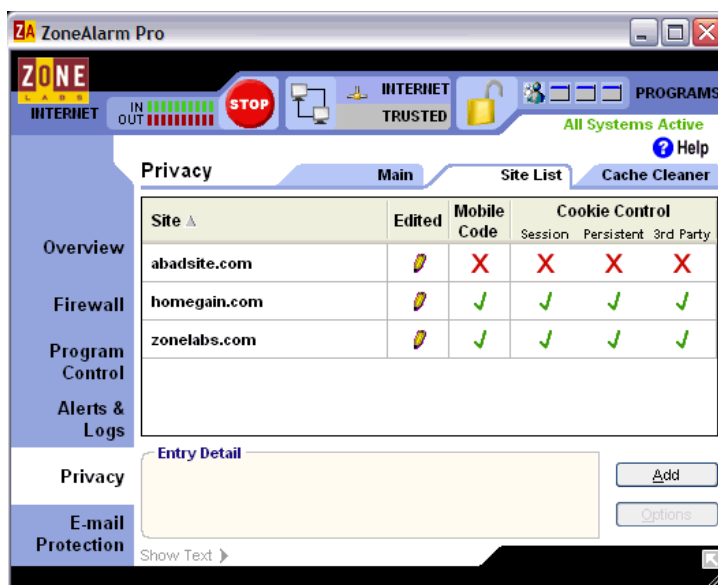 ZA ZoneAlarm Pro
ZONE
LABS
INTERNET
IN
OUT
STOP
INTERNET
TRUSTED
PROGRAMS
All Systems Active
? Help
Privacy
Main
Site List
Cache Cleaner
Site
Edited
Mobile
Code
Cookie Control
Session Persistent 3rd Party
abadsite.com
homegain.com
zonelabs.com
Overview
Firewall
Program
Control
Alerts &
Logs
Privacy
E-mail
Protection
Entry Detail
Add
Options
Show Text